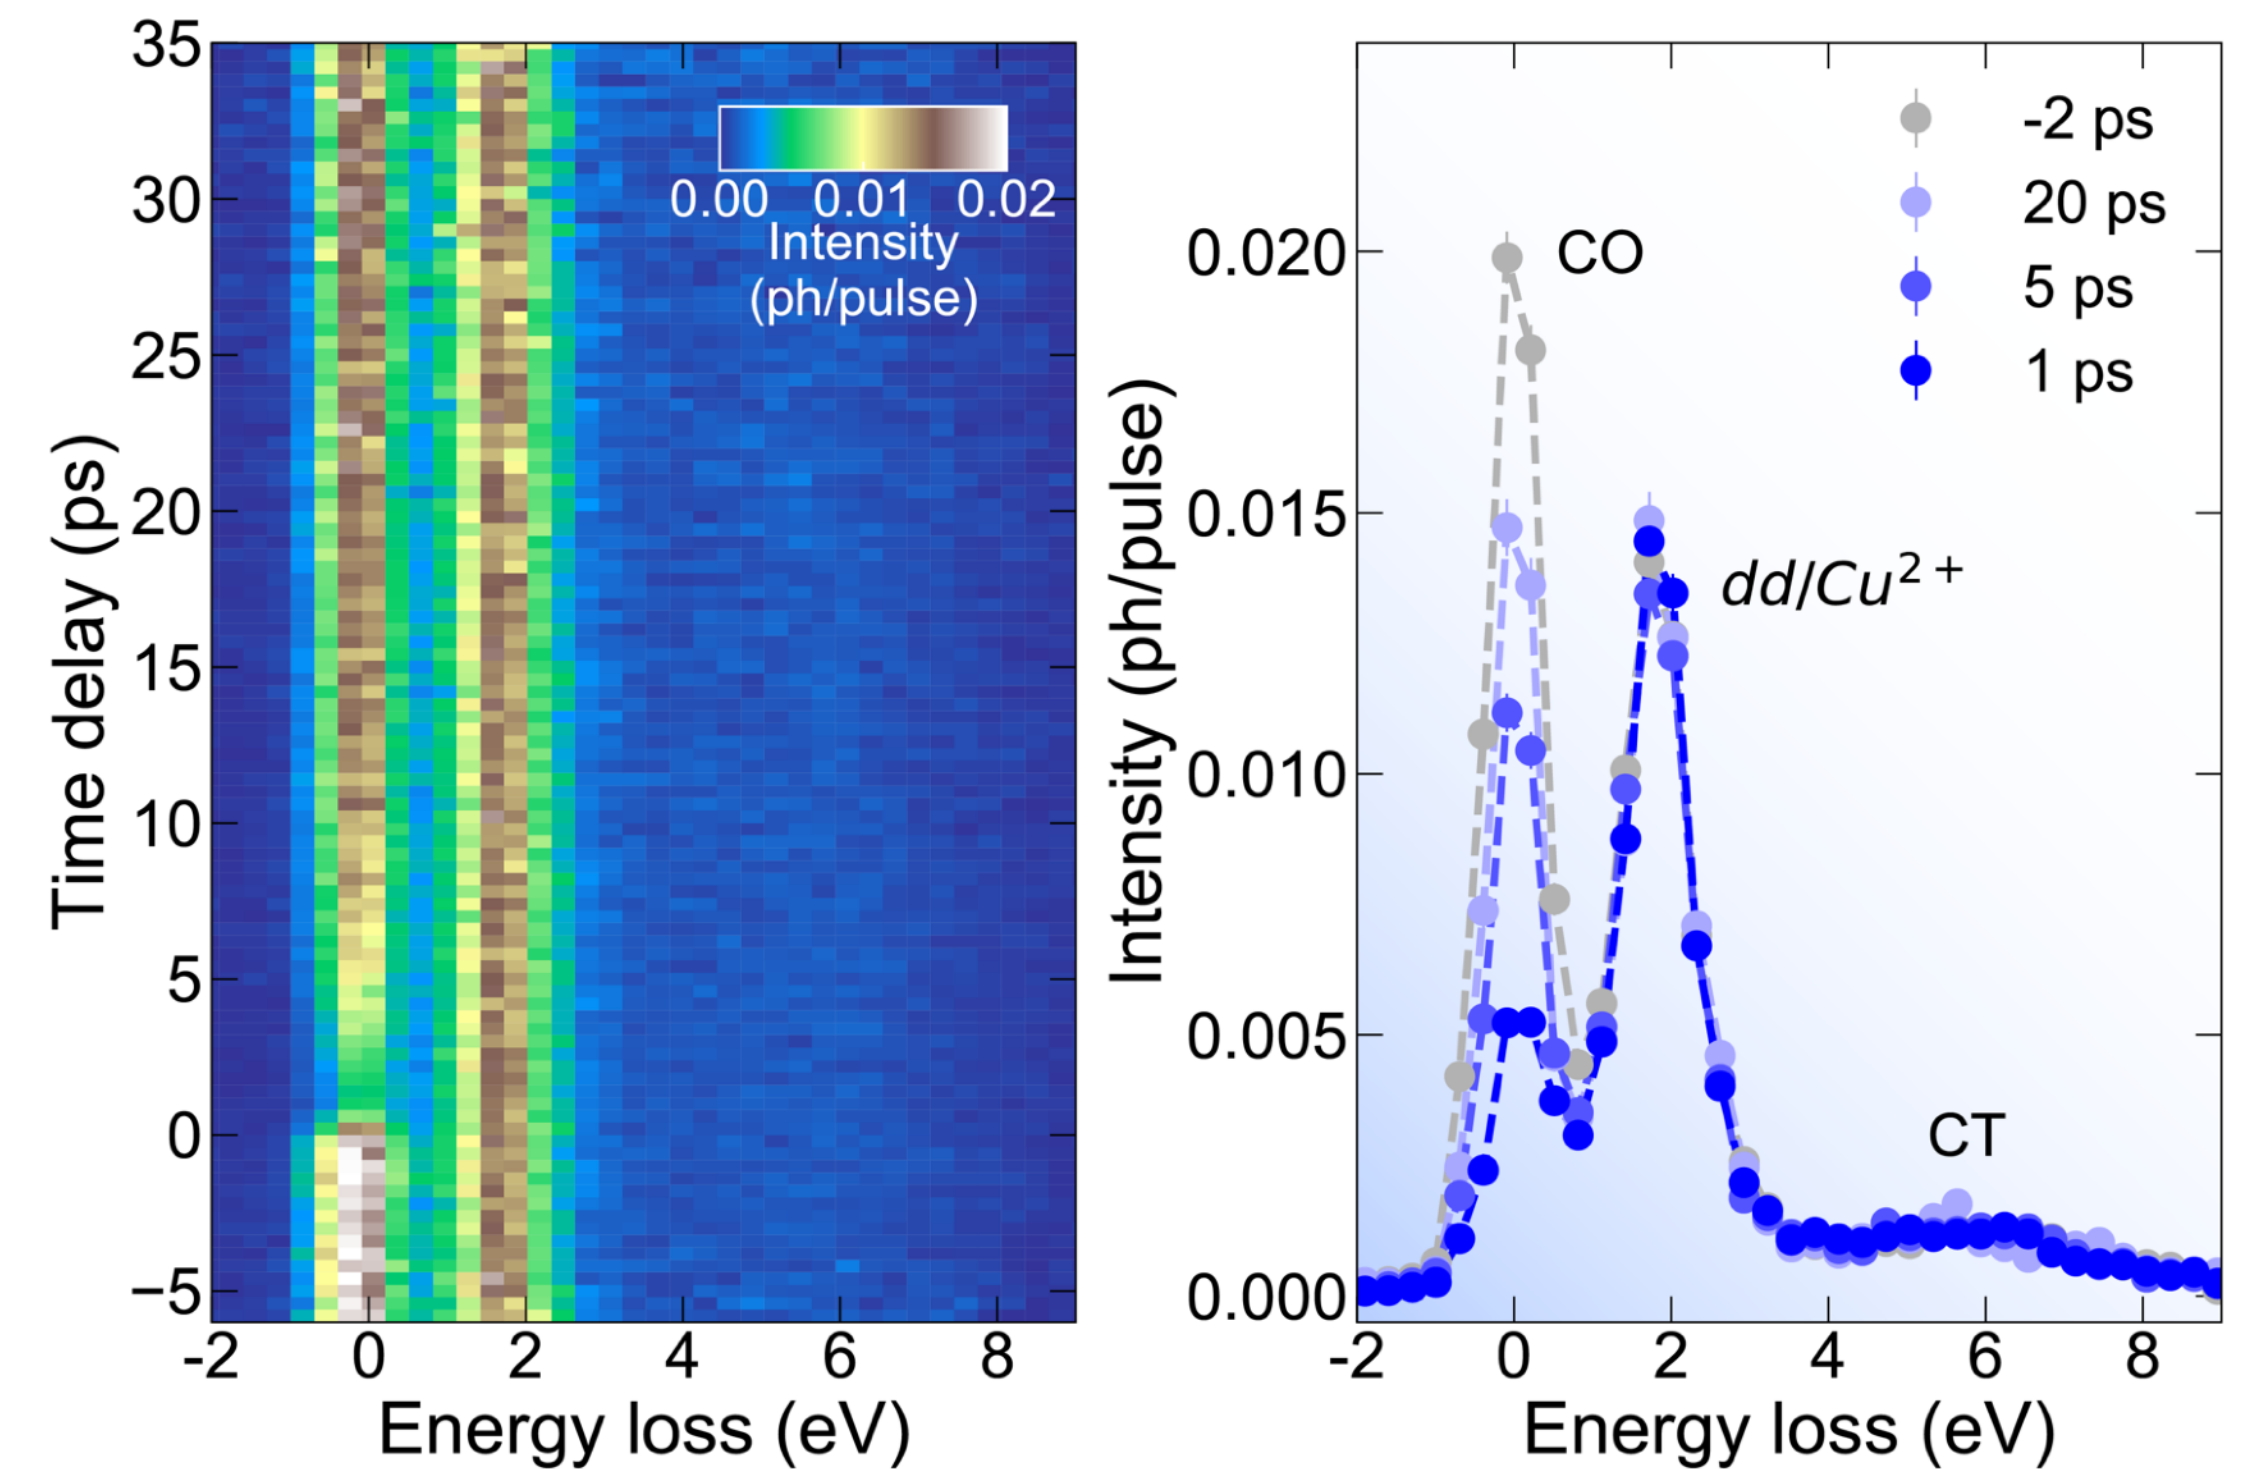 35
30
25
20
15
10
5
0
−5
Time delay (ps)
-2 0 2 4 6 8
Energy loss (eV)
0.00 0.01 0.02
Intensity
(ph/pulse)
0.020
0.015
0.010
0.005
0.000
Intensity (ph/pulse)
-2 0 2 4 6 8
Energy loss (eV)
-2 ps
20 ps
5 ps
1 ps
CO
dd/Cu²⁺
CT